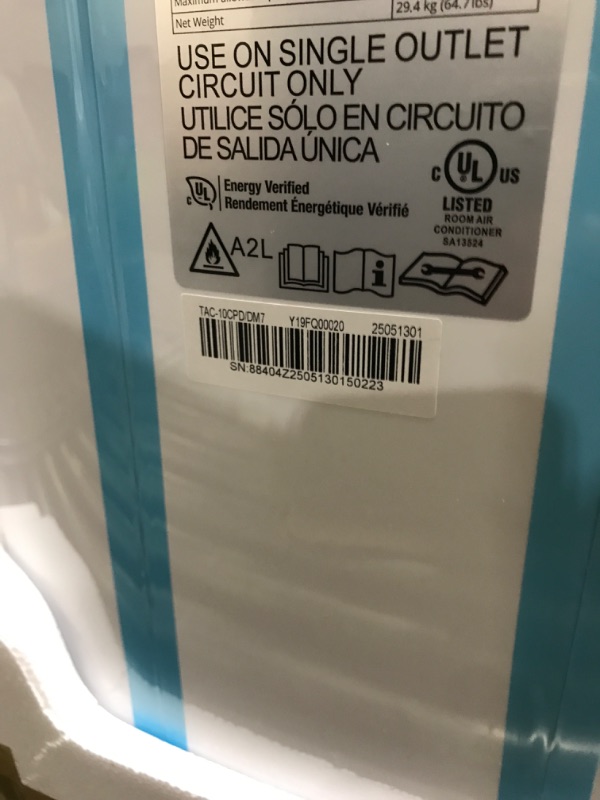 Net Weight
29.4 kg (64.7lbs)
USE ON SINGLE OUTLET
CIRCUIT ONLY
UTILICE SÓLO EN CIRCUITO
DE SALIDA ÚNICA
C UL US
LISTED
ROOM AIR
CONDITIONER
SA13524
c UL
Energy Verified
Rendement Énergétique Vérifié
A2L
i
TAC-10CPD/DM7 Y19FQ00020 25051301
SN:88404Z2505130150223